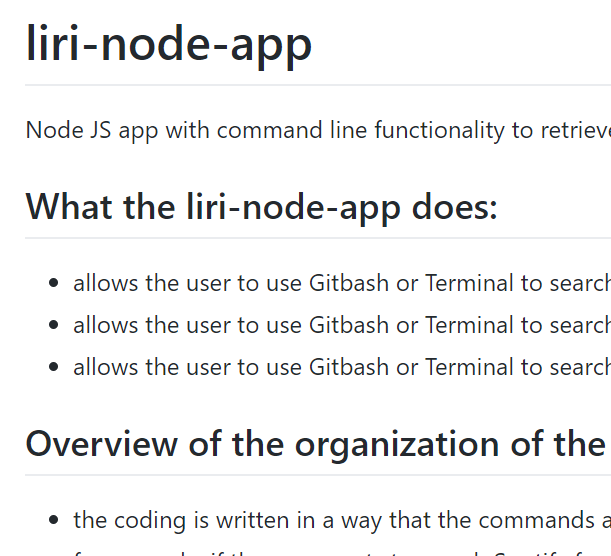 liri-node-app
Node JS app with command line functionality to retrieve
What the liri-node-app does:
allows the user to use Gitbash or Terminal to search
allows the user to use Gitbash or Terminal to search
allows the user to use Gitbash or Terminal to search
Overview of the organization of the
the coding is written in a way that the commands a